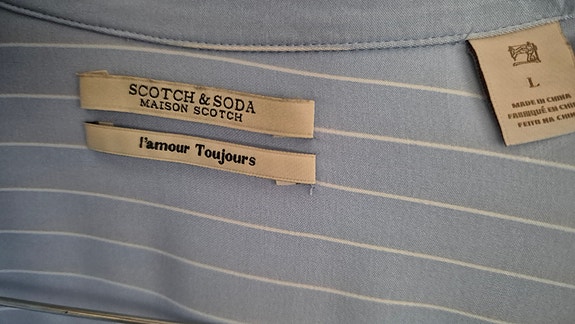 SCOTCH & SODA
MAISON SCOTCH
l'amour Toujours
L
MADE IN CHINA
FABRIQUÉ EN CHINE
FEITO NA CHINA